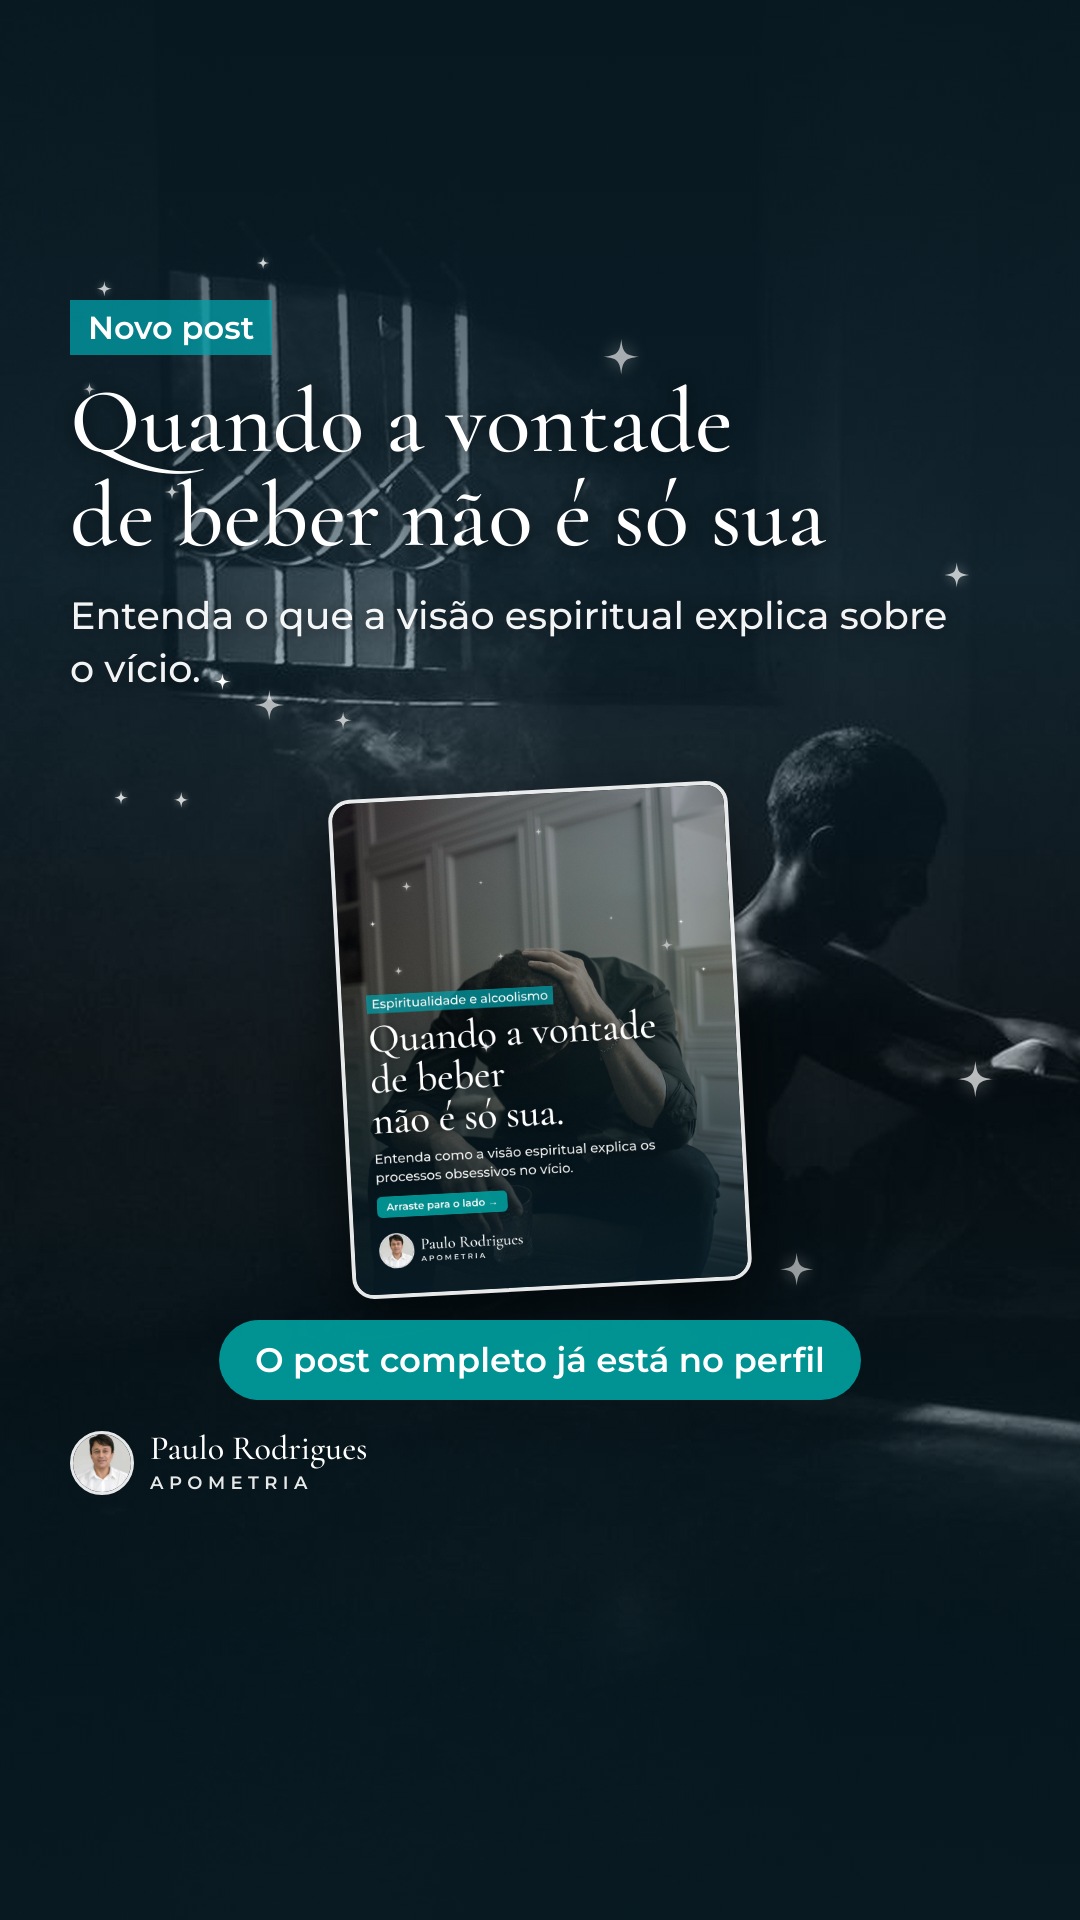 Novo post
Quando a vontade
de beber não é só sua
Entenda o que a visão espiritual explica sobre
o vício.
Espiritualidade e alcoolismo
Quando a vontade
de beber
não é só sua.
Entenda como a visão espiritual explica os
processos obsessivos no vício.
Arraste para o lado →
Paulo Rodrigues
APOMETRIA
O post completo já está no perfil
Paulo Rodrigues
APOMETRIA